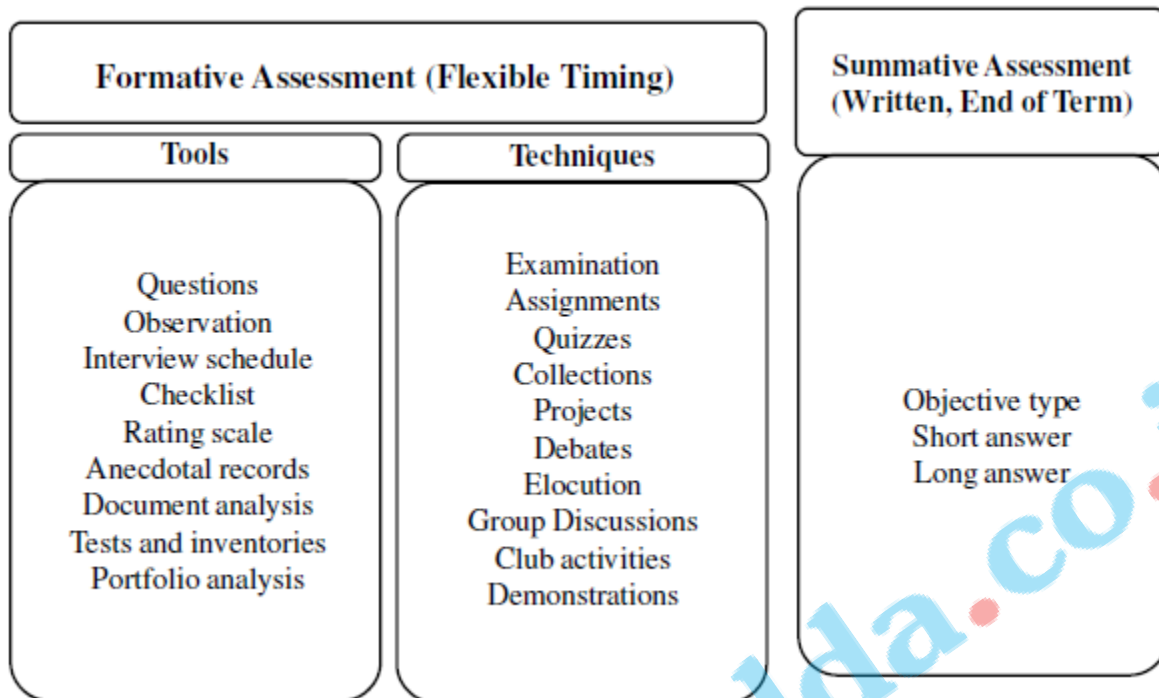 Formative Assessment (Flexible Timing)
Summative Assessment
(Written, End of Term)
Tools
Techniques
Questions
Observation
Interview schedule
Checklist
Rating scale
Anecdotal records
Document analysis
Tests and inventories
Portfolio analysis
Examination
Assignments
Quizzes
Collections
Projects
Debates
Elocution
Group Discussions
Club activities
Demonstrations
Objective type
Short answer
Long answer
dda.co.